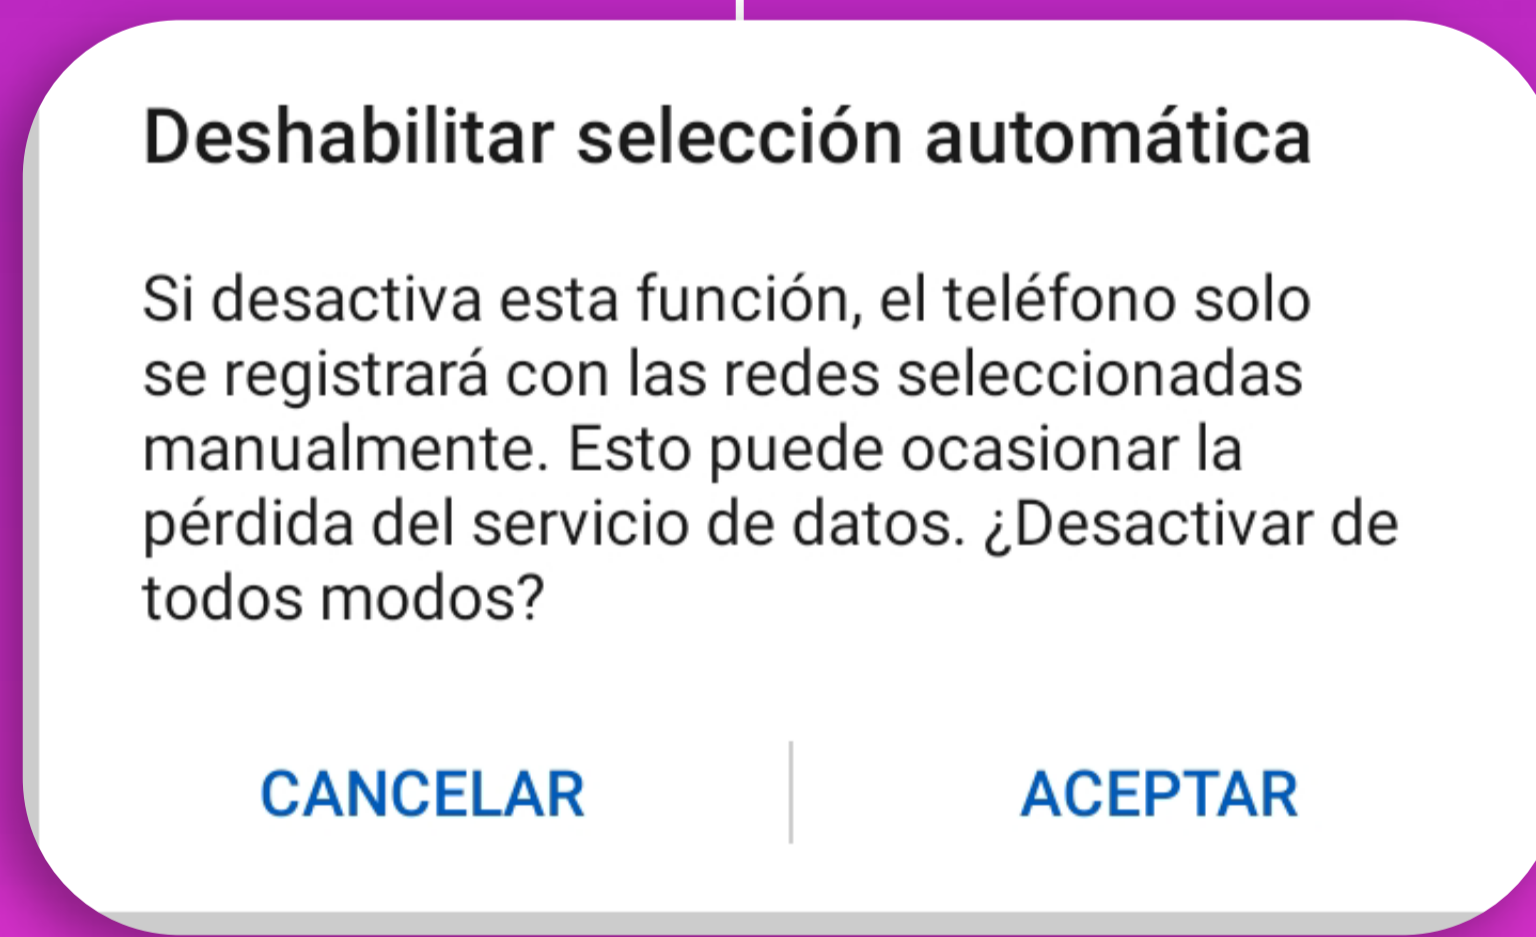 Deshabilitar selección automática
Si desactiva esta función, el teléfono solo
se registrará con las redes seleccionadas
manualmente. Esto puede ocasionar la
pérdida del servicio de datos. ¿Desactivar de
todos modos?
CANCELAR
ACEPTAR